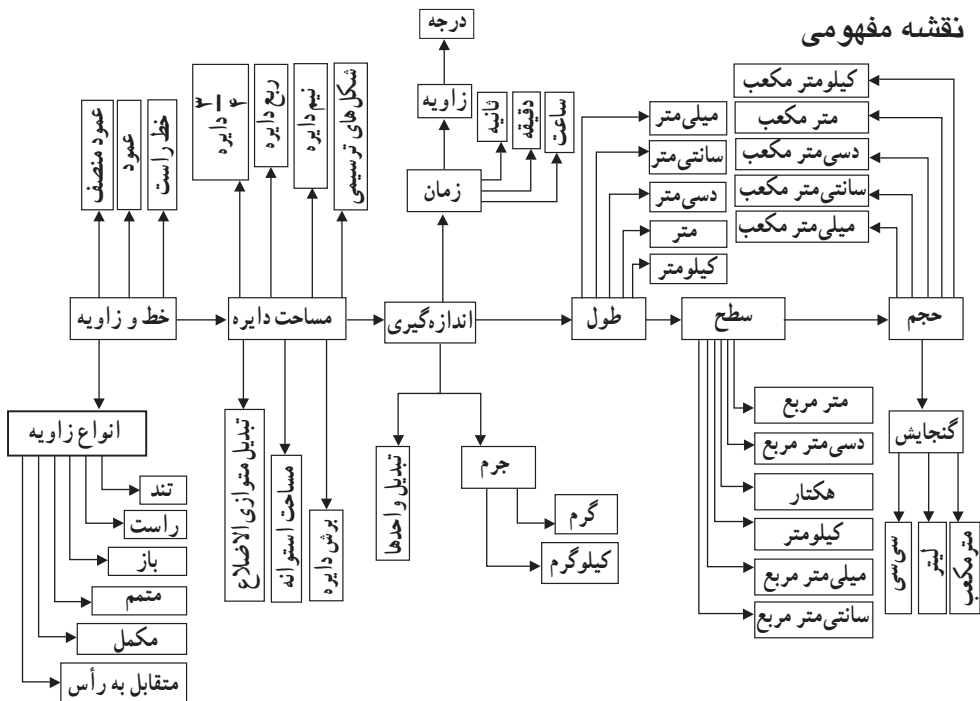 نقشه مفهومی
کیلومتر مکعب
متر مکعب
دسی‌متر مکعب
سانتی‌متر مکعب
میلی‌متر مکعب
میلی‌متر
سانتی‌متر
دسی‌متر
متر
کیلومتر
درجه
زاویه
زمان
ثانیه
دقیقه
ساعت
شکل‌های ترسیمی
نیم‌دایره
ربع دایره
۳/۴ دایره
خط راست
عمود
عمود منصف
حجم
سطح
طول
اندازه‌گیری
مساحت دایره
خط و زاویه
گنجایش
متر مکعب
لیتر
سی‌سی
متر مربع
دسی‌متر مربع
هکتار
کیلومتر
میلی‌متر مربع
سانتی‌متر مربع
جرم
گرم
کیلوگرم
تبدیل واحدها
برش دایره
مساحت استوانه
تبدیل متوازی الاضلاع
انواع زاویه
تند
راست
باز
متمم
مکمل
متقابل به رأس